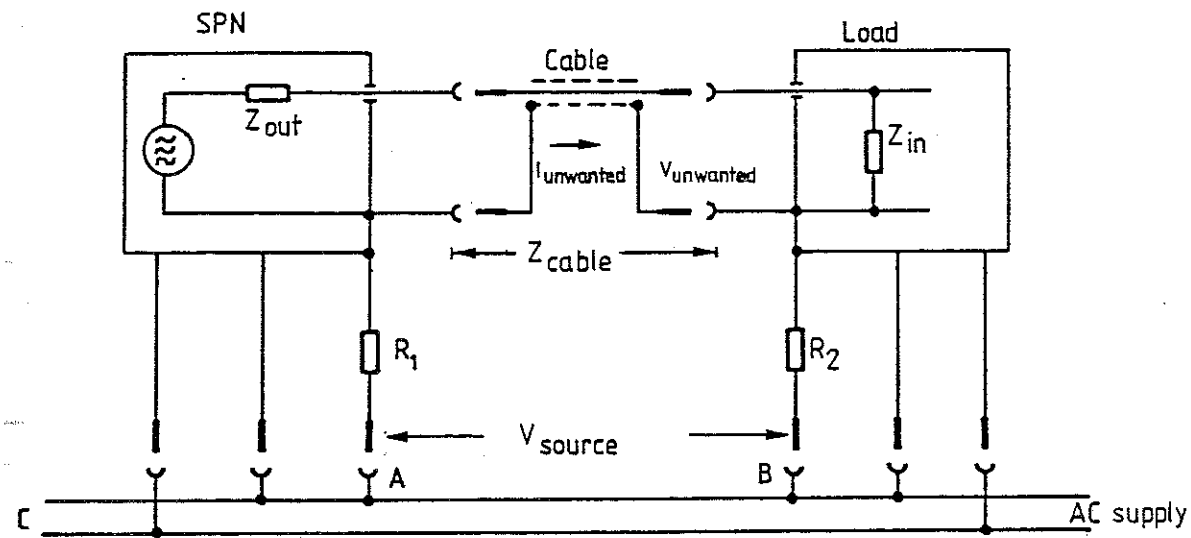 SPN
Load
Cable
Zout
Zin
Iunwanted
Vunwanted
Zcable
R1
R2
Vsource
A
B
C
AC supply